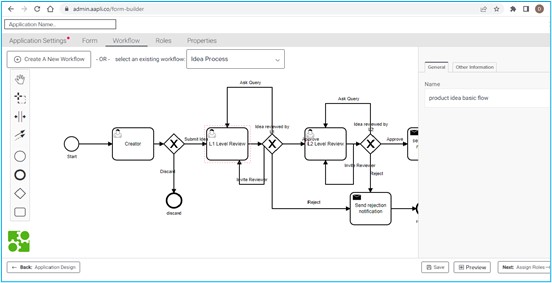 admin.aapli.co/form-builder
D
Application Name..
Application Settings*
Form
Workflow
Roles
Properties
Create A New Workflow
- OR -
select an existing workflow:
Idea Process
General
Other Information
Name
product idea basic flow
Ask Query
Ask Query
Idea reviewed by
Idea reviewed by
L2
Start
Creator
Submit Idea
L1 Level Review
Approve
L2 Level Review
Approve
Discard
Invite Reviewer
Invite Reviewer
Reject
discard
Reject
Send rejection
notification
← Back: Application Design
Save
Preview
Next: Assign Roles →